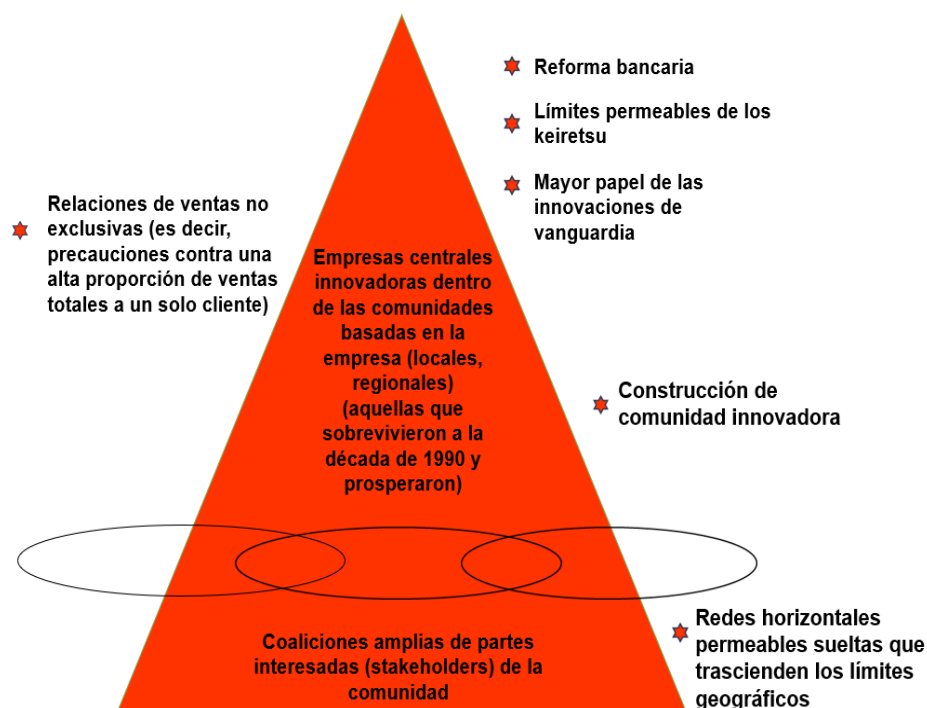 Reforma bancaria
Límites permeables de los
keiretsu
Mayor papel de las
innovaciones de
vanguardia
Relaciones de ventas no
exclusivas (es decir,
precauciones contra una
alta proporción de ventas
totales a un solo cliente)
Empresas centrales
innovadoras dentro
de las comunidades
basadas en la
empresa (locales,
regionales)
(aquellas que
sobrevivieron a la
década de 1990 y
prosperaron)
Construcción de
comunidad innovadora
Coaliciones amplias de partes
interesadas (stakeholders) de la
comunidad
Redes horizontales
permeables sueltas que
trascienden los límites
geográficos